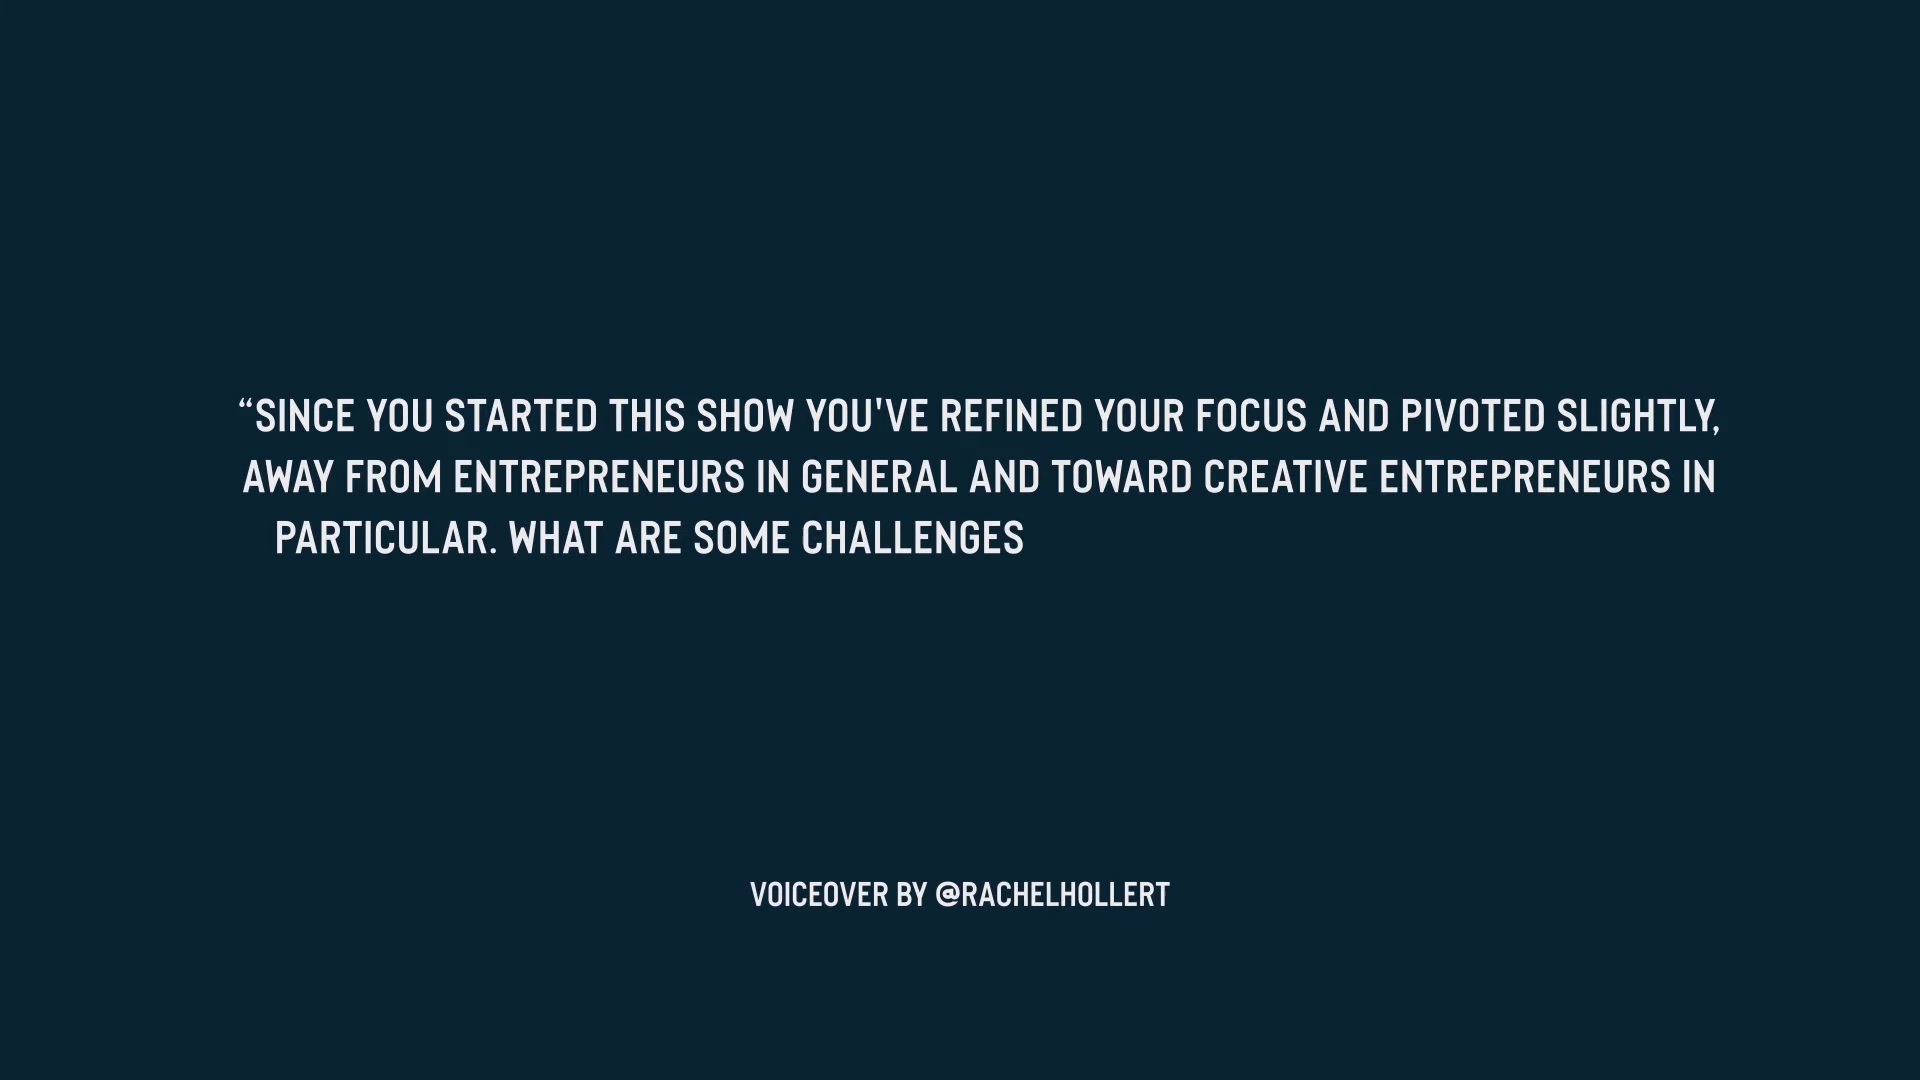 “SINCE YOU STARTED THIS SHOW YOU'VE REFINED YOUR FOCUS AND PIVOTED SLIGHTLY,
AWAY FROM ENTREPRENEURS IN GENERAL AND TOWARD CREATIVE ENTREPRENEURS IN
PARTICULAR. WHAT ARE SOME CHALLENGES
VOICEOVER BY @RACHELHOLLERT